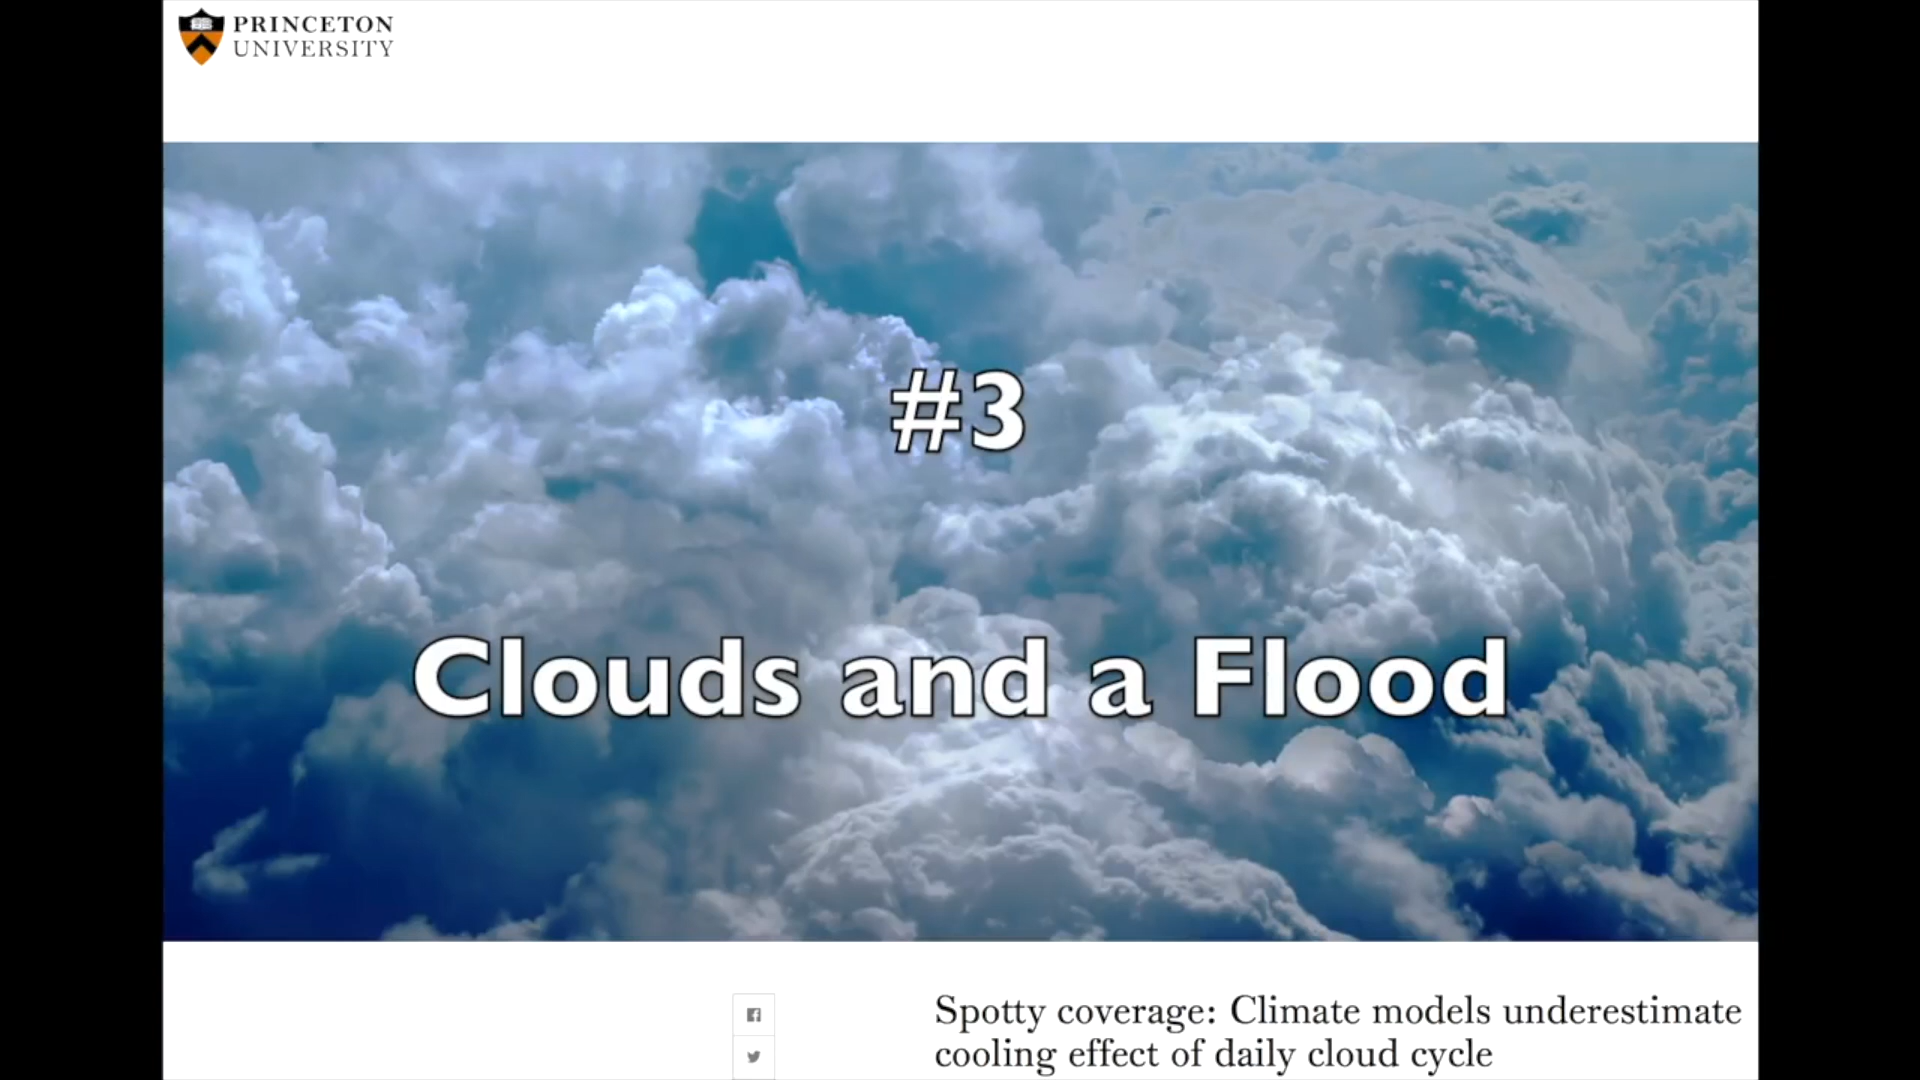 PRINCETON
UNIVERSITY
#3
Clouds and a Flood
Spotty coverage: Climate models underestimate
cooling effect of daily cloud cycle